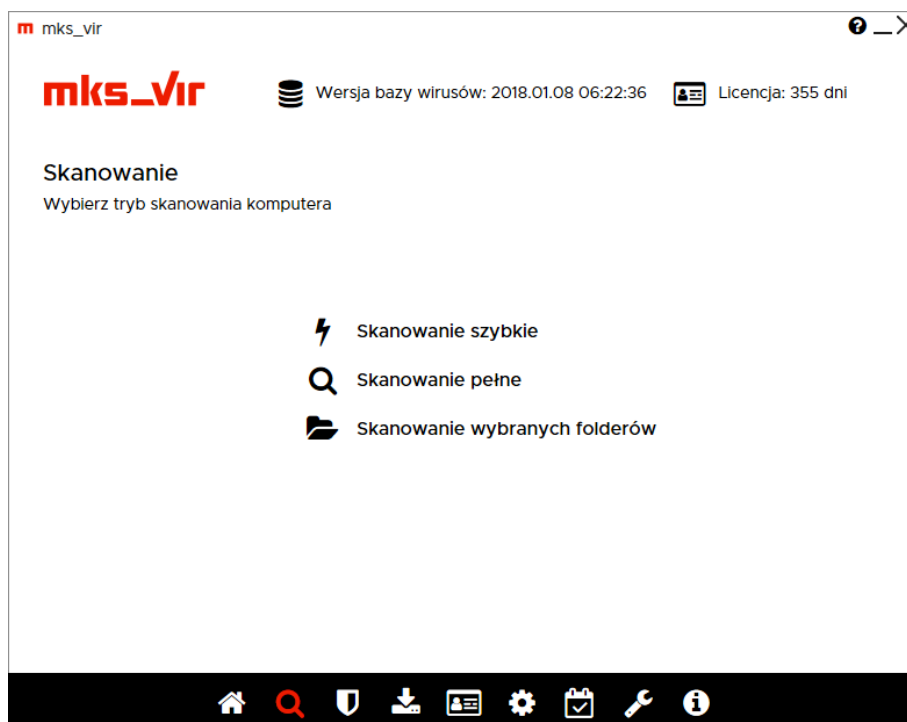 mks_vir
mks_vir
Wersja bazy wirusów: 2018.01.08 06:22:36
Licencja: 355 dni
Skanowanie
Wybierz tryb skanowania komputera
Skanowanie szybkie
Skanowanie pełne
Skanowanie wybranych folderów